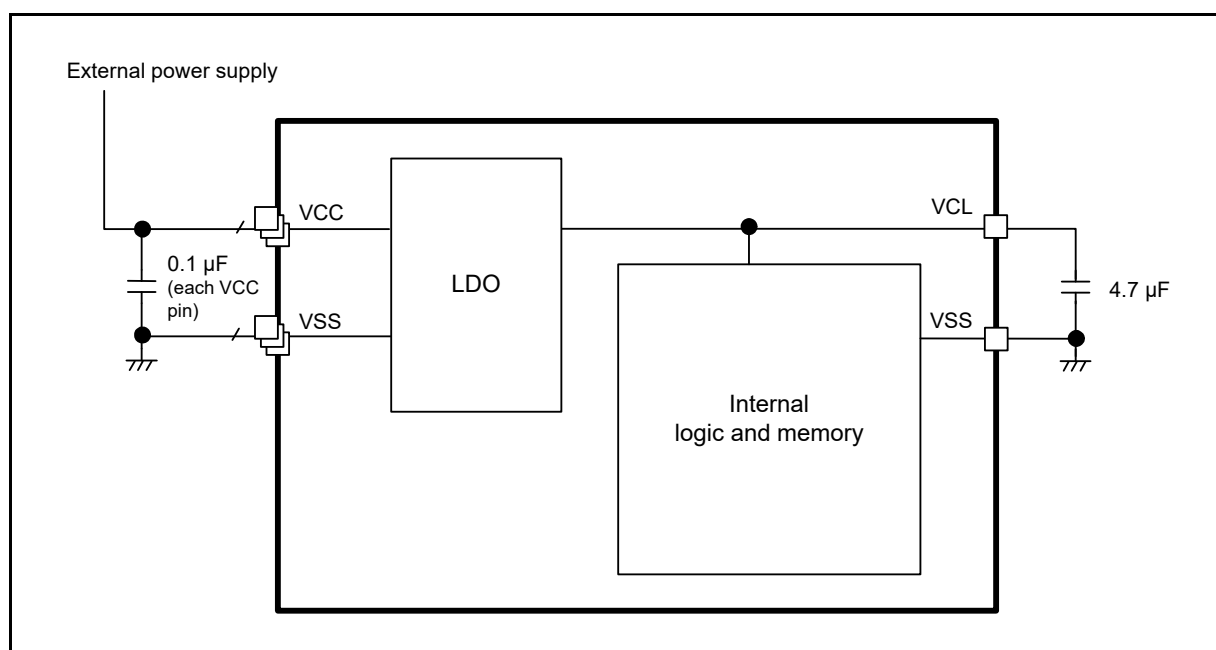 External power supply
VCC
VCL
0.1 µF
(each VCC
pin)
LDO
4.7 µF
VSS
VSS
Internal
logic and memory